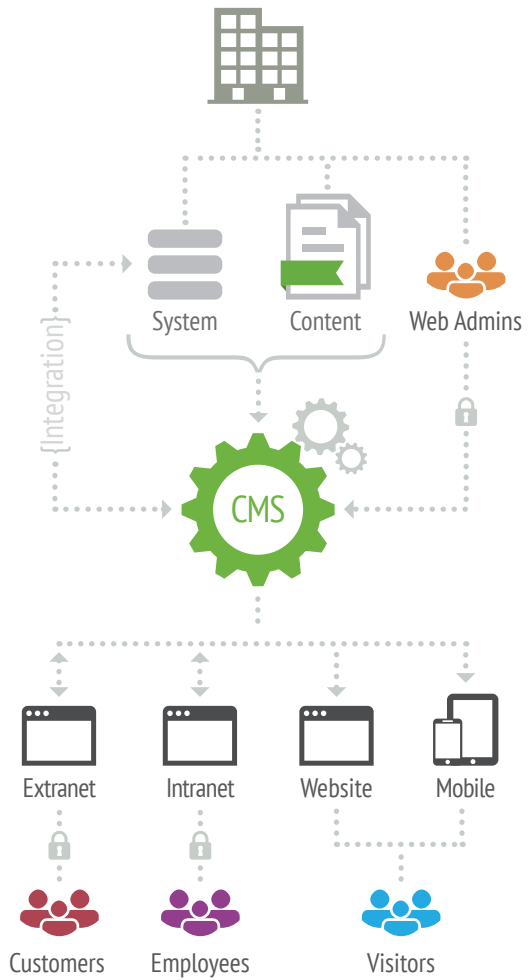 System
Content
Web Admins
{Integration}
CMS
Extranet
Intranet
Website
Mobile
Customers
Employees
Visitors